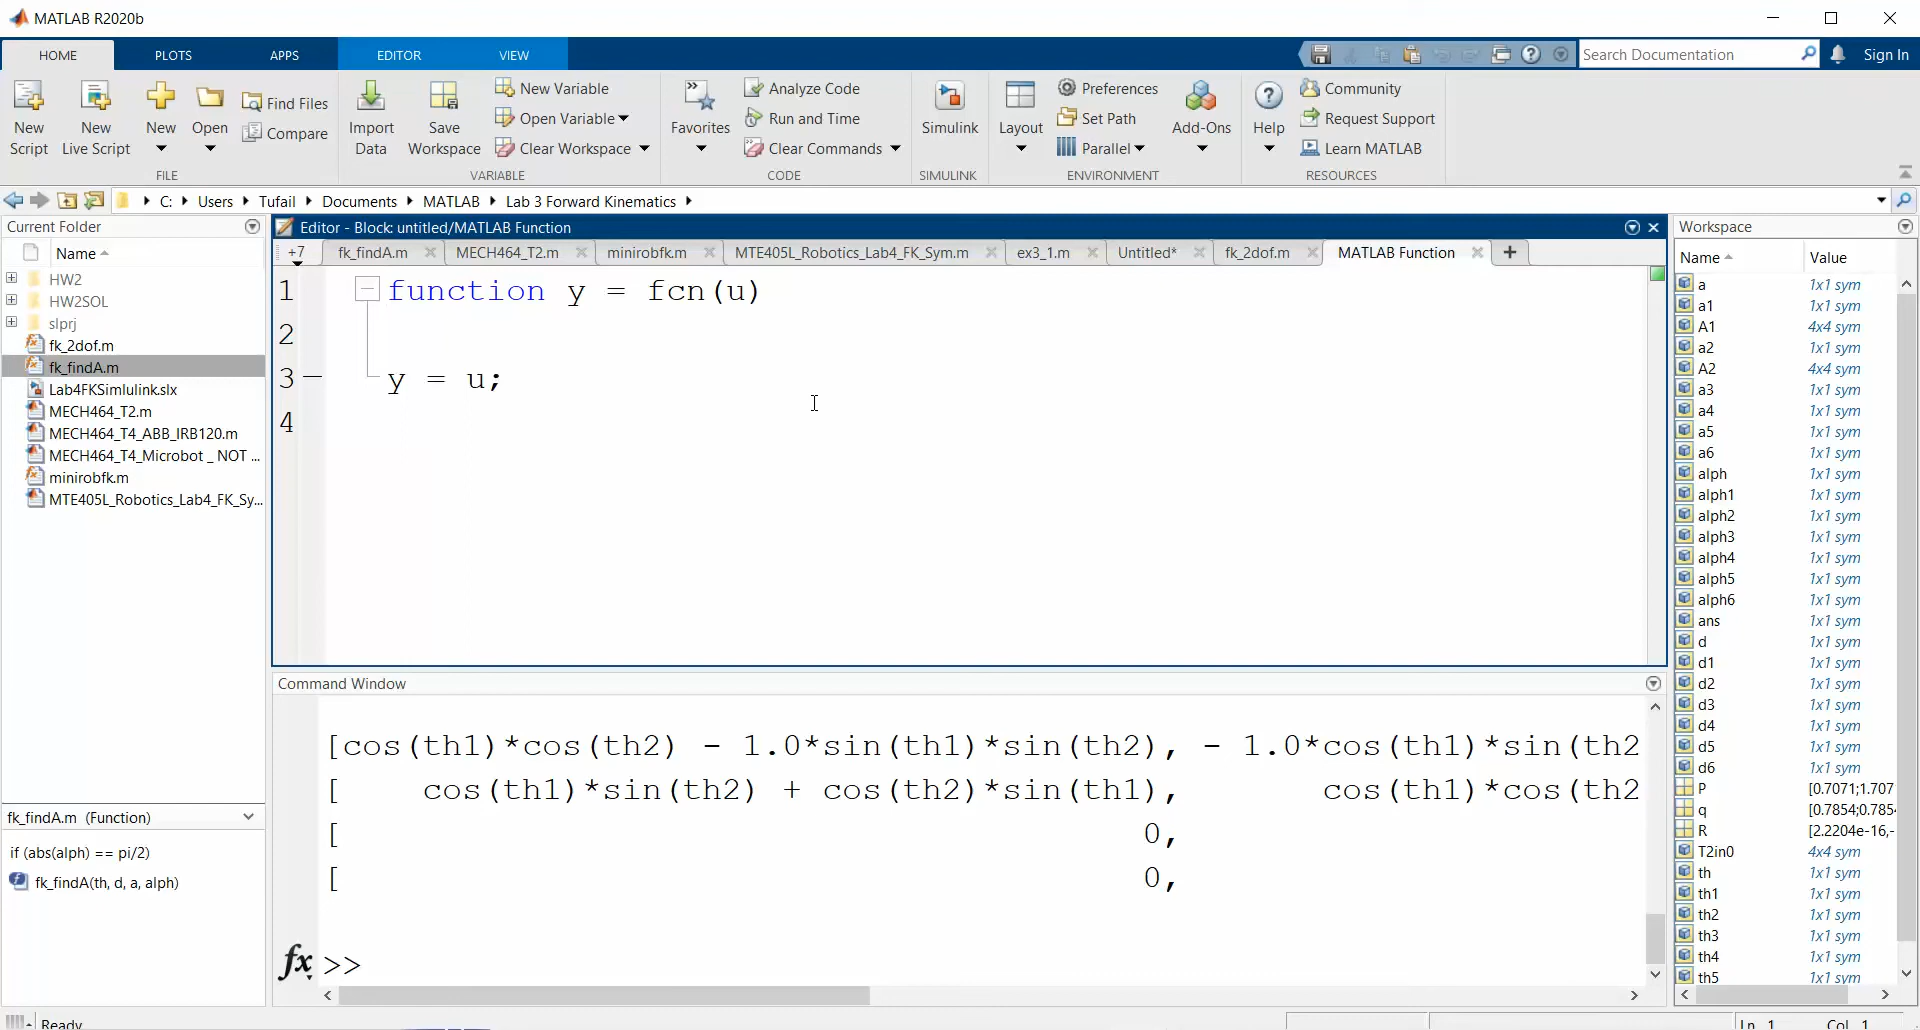 MATLAB R2020b
HOME PLOTS APPS EDITOR VIEW Search Documentation Sign In
New Script
New Live Script
New
Open
Find Files
Compare
FILE
Import Data
Save Workspace
New Variable
Open Variable
Clear Workspace
VARIABLE
Favorites
Analyze Code
Run and Time
Clear Commands
CODE
Simulink
SIMULINK
Layout
Preferences
Set Path
Parallel
Add-Ons
ENVIRONMENT
Help
Community
Request Support
Learn MATLAB
RESOURCES
C: Users Tufail Documents MATLAB Lab 3 Forward Kinematics
Current Folder
Name
HW2
HW2SOL
slprj
fk_2dof.m
fk_findA.m
Lab4FKSimlulink.slx
MECH464_T2.m
MECH464_T4_ABB_IRB120.m
MECH464_T4_Microbot _ NOT ...
minirobfk.m
MTE405L_Robotics_Lab4_FK_Sy...
fk_findA.m (Function)
if (abs(alph) == pi/2)
fk_findA(th, d, a, alph)
Editor - Block: untitled/MATLAB Function
+7 fk_findA.m MECH464_T2.m minirobfk.m MTE405L_Robotics_Lab4_FK_Sym.m ex3_1.m Untitled* fk_2dof.m MATLAB Function
1 function y = fcn(u)
2
3 y = u;
4
Command Window
[cos(th1)*cos(th2) - 1.0*sin(th1)*sin(th2), - 1.0*cos(th1)*sin(th2
[ cos(th1)*sin(th2) + cos(th2)*sin(th1), cos(th1)*cos(th2
[ 0,
[ 0,
fx >>
Workspace
Name Value
a 1x1 sym
a1 1x1 sym
A1 4x4 sym
a2 1x1 sym
A2 4x4 sym
a3 1x1 sym
a4 1x1 sym
a5 1x1 sym
a6 1x1 sym
alph 1x1 sym
alph1 1x1 sym
alph2 1x1 sym
alph3 1x1 sym
alph4 1x1 sym
alph5 1x1 sym
alph6 1x1 sym
ans 1x1 sym
d 1x1 sym
d1 1x1 sym
d2 1x1 sym
d3 1x1 sym
d4 1x1 sym
d5 1x1 sym
d6 1x1 sym
P [0.7071;1.707
q [0.7854;0.785
R [2.2204e-16,-
T2in0 4x4 sym
th 1x1 sym
th1 1x1 sym
th2 1x1 sym
th3 1x1 sym
th4 1x1 sym
th5 1x1 sym
Ready
Ln 1 Col 1